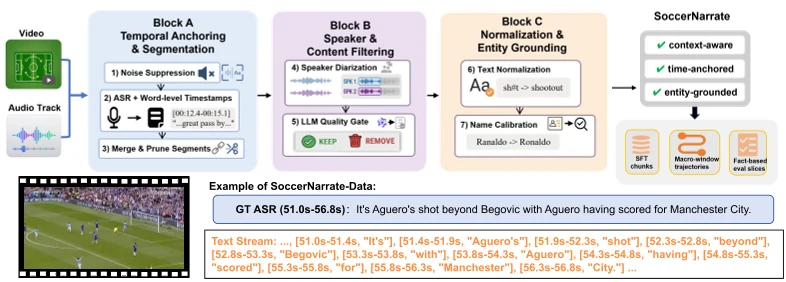 Video
Audio Track
Block A
Temporal Anchoring
& Segmentation
1) Noise Suppression
2) ASR + Word-level Timestamps
[00:12.4-00:15.1]
"...great pass by..."
3) Merge & Prune Segments
Block B
Speaker &
Content Filtering
4) Speaker Diarization
SPK 1
SPK 2
5) LLM Quality Gate
KEEP
REMOVE
Block C
Normalization &
Entity Grounding
6) Text Normalization
Aa
sh#t -> shootout
7) Name Calibration
Ranaldo -> Ronaldo
SoccerNarrate
context-aware
time-anchored
entity-grounded
SFT
chunks
Macro-window
trajectories
Fact-based
eval slices
Example of SoccerNarrate-Data:
GT ASR (51.0s-56.8s): It's Aguero's shot beyond Begovic with Aguero having scored for Manchester City.
Text Stream: ..., [51.0s-51.4s, "It's"], [51.4s-51.9s, "Aguero's"], [51.9s-52.3s, "shot"], [52.3s-52.8s, "beyond"],
[52.8s-53.3s, "Begovic"], [53.3s-53.8s, "with"], [53.8s-54.3s, "Aguero"], [54.3s-54.8s, "having"], [54.8s-55.3s,
"scored"], [55.3s-55.8s, "for"], [55.8s-56.3s, "Manchester"], [56.3s-56.8s, "City."] ...